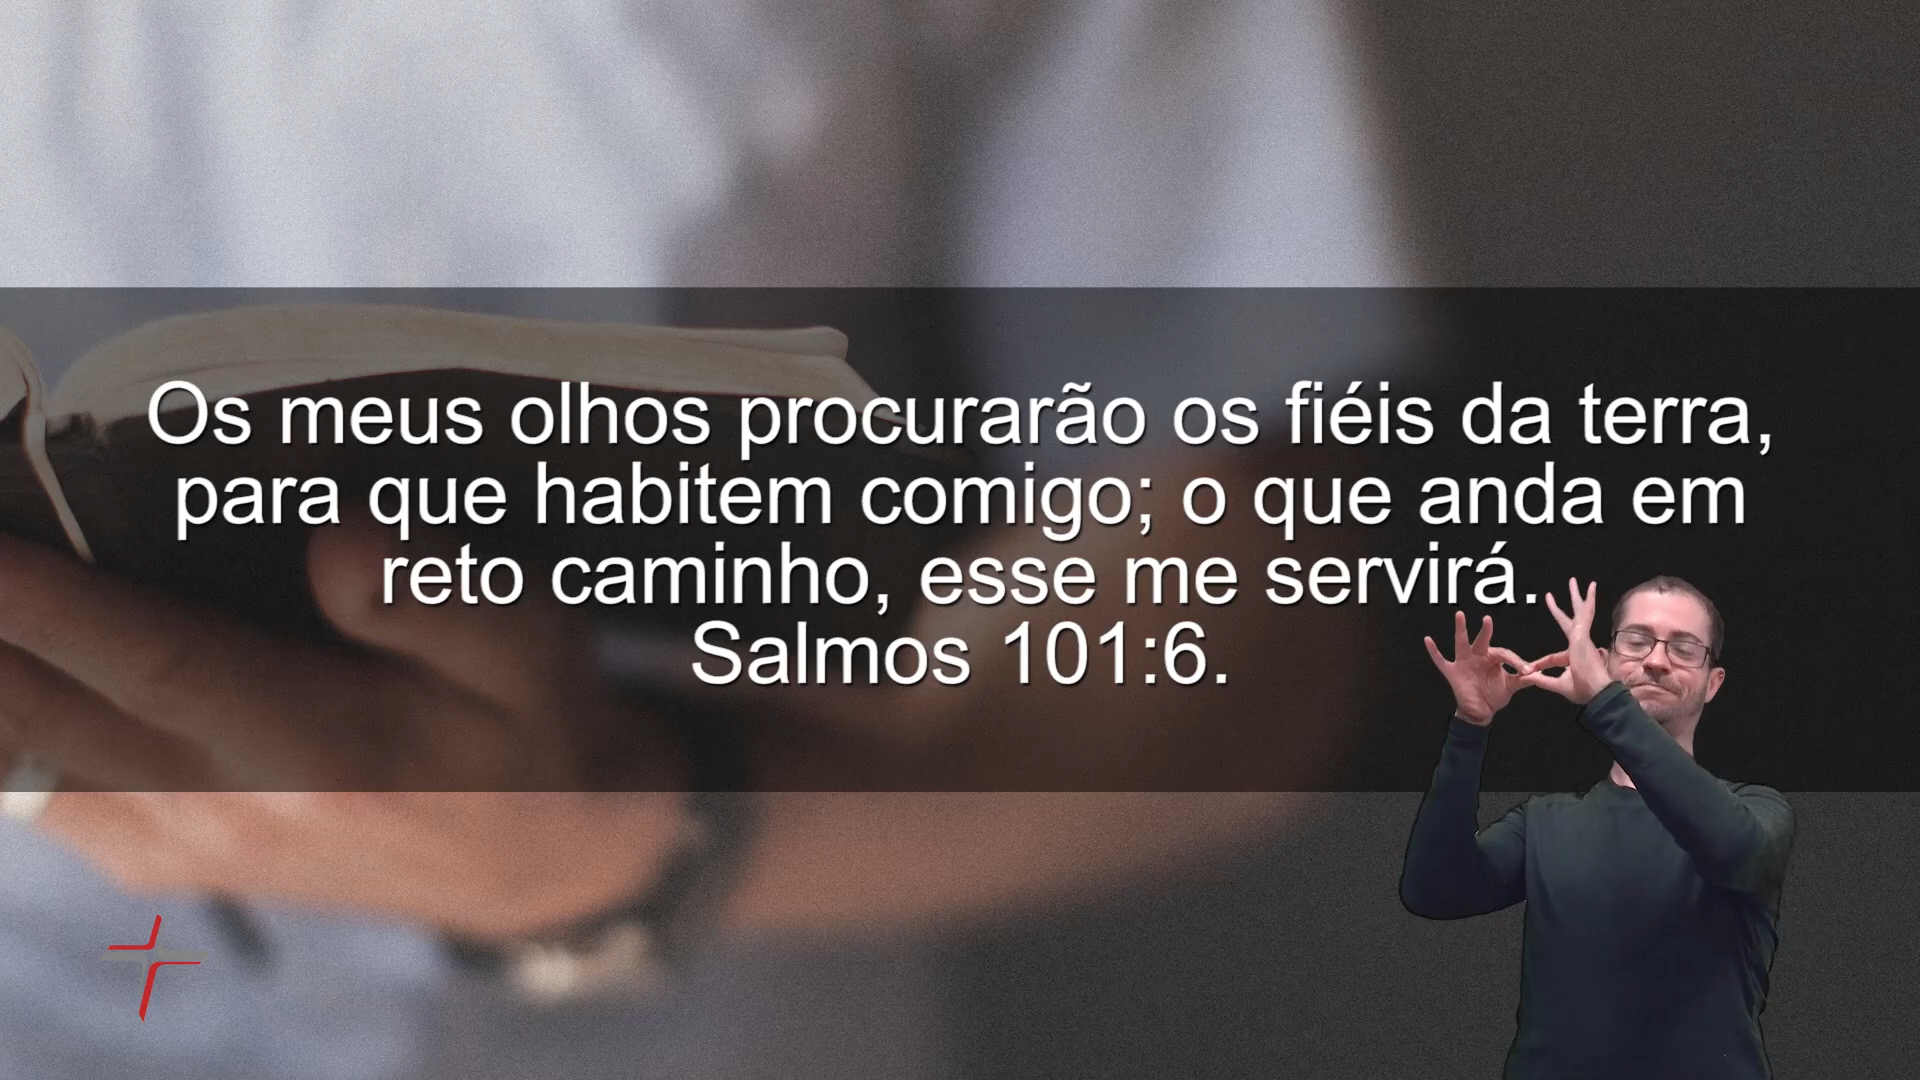 Os meus olhos procurarão os fiéis da terra,
para que habitem comigo; o que anda em
reto caminho, esse me servirá.
Salmos 101:6.